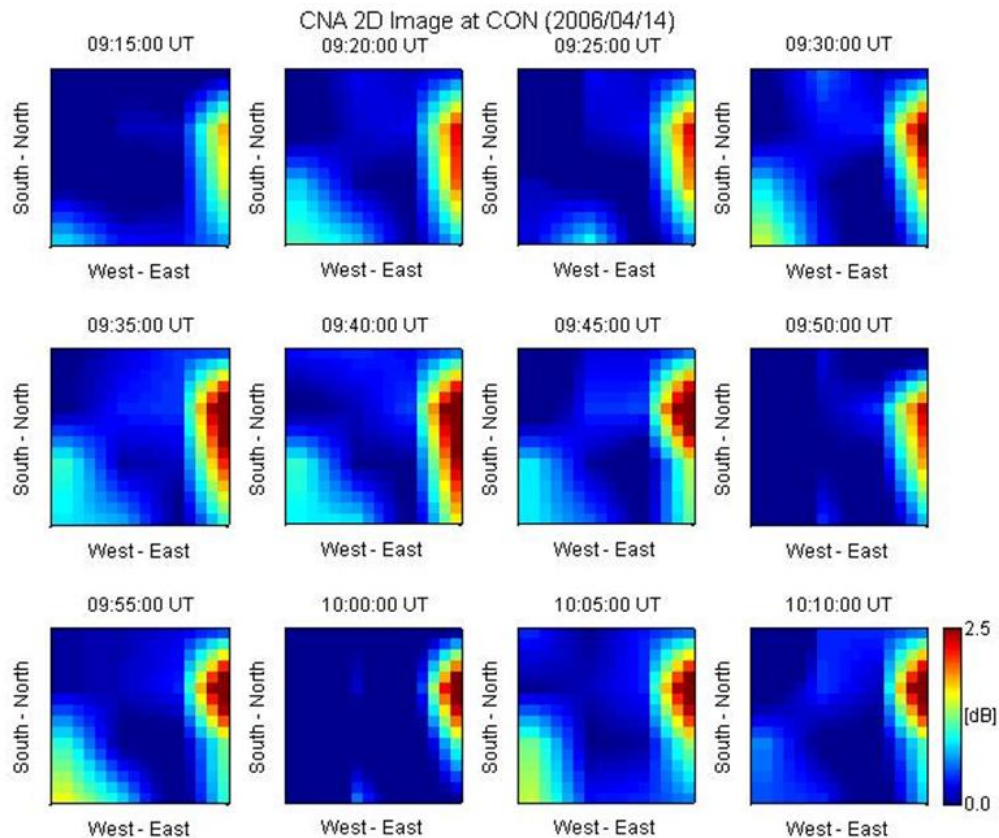 CNA 2D Image at CON (2006/04/14)
09:15:00 UT
09:20:00 UT
09:25:00 UT
09:30:00 UT
South - North
South - North
South - North
South - North
West - East
West - East
West - East
West - East
09:35:00 UT
09:40:00 UT
09:45:00 UT
09:50:00 UT
South - North
South - North
South - North
South - North
West - East
West - East
West - East
West - East
09:55:00 UT
10:00:00 UT
10:05:00 UT
10:10:00 UT
South - North
South - North
South - North
South - North
2.5
[dB]
0.0
West - East
West - East
West - East
West - East